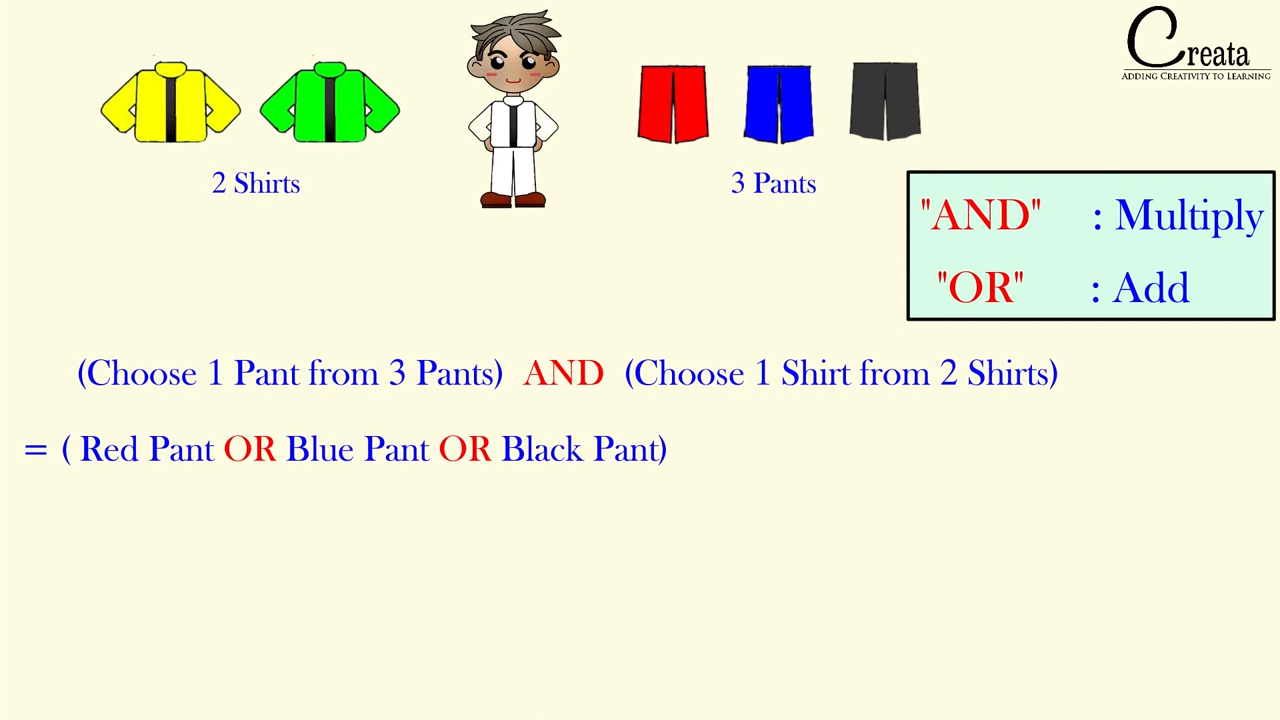 Creata
ADDING CREATIVITY TO LEARNING
2 Shirts
3 Pants
"AND" : Multiply
"OR" : Add
(Choose 1 Pant from 3 Pants) AND (Choose 1 Shirt from 2 Shirts)
= ( Red Pant OR Blue Pant OR Black Pant)